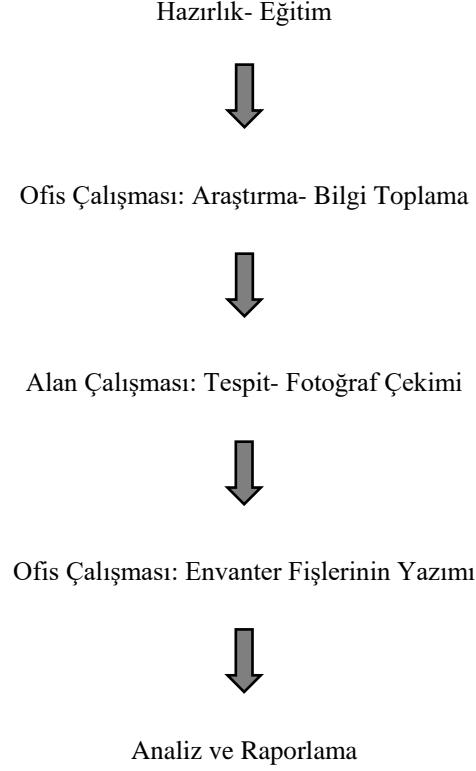 Hazırlık- Eğitim
Ofis Çalışması: Araştırma- Bilgi Toplama
Alan Çalışması: Tespit- Fotoğraf Çekimi
Ofis Çalışması: Envanter Fişlerinin Yazımı
Analiz ve Raporlama